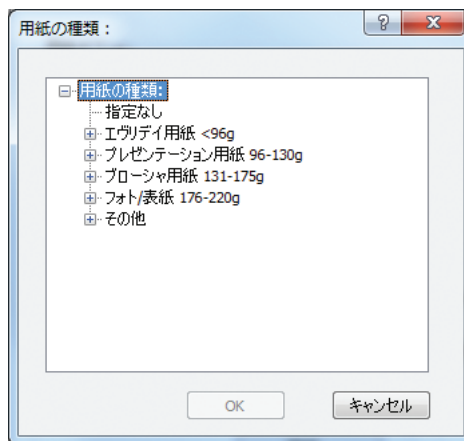 用紙の種類：
用紙の種類:
指定なし
エヴリデイ用紙 <96g
プレゼンテーション用紙 96-130g
ブローシャ用紙 131-175g
フォト/表紙 176-220g
その他
OK
キャンセル